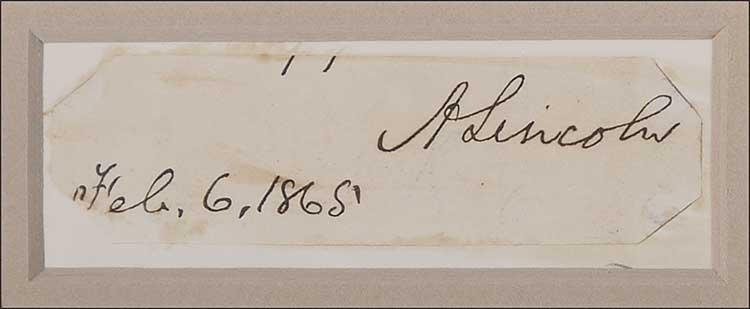 A. Lincoln
Feb. 6, 1865